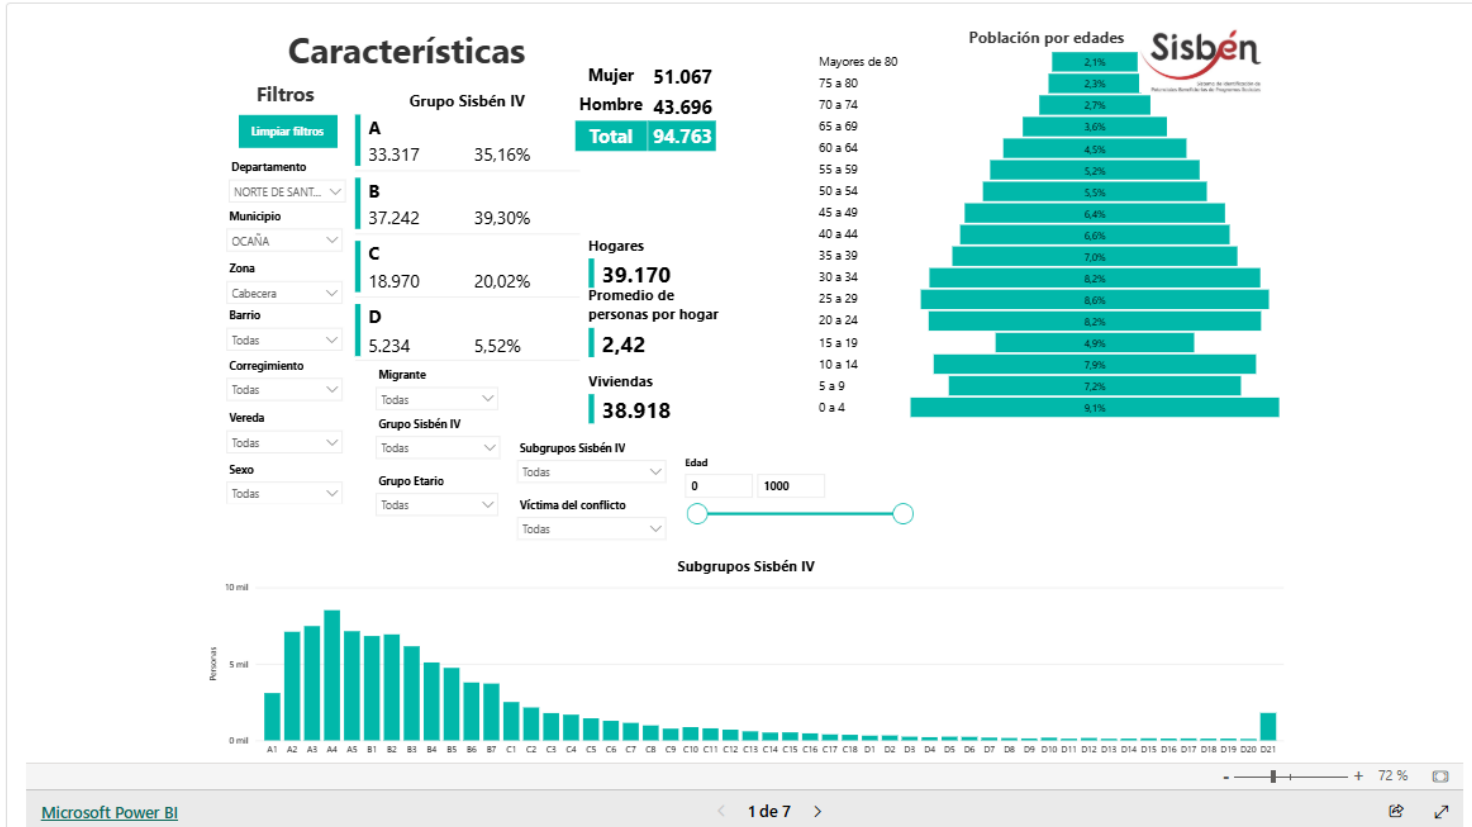 Características
Filtros
Limpiar filtros
Departamento
NORTE DE SANT...
Municipio
OCAÑA
Zona
Cabecera
Barrio
Todas
Corregimiento
Todas
Vereda
Todas
Sexo
Todas
Grupo Sisbén IV
A
33.317 35,16%
B
37.242 39,30%
C
18.970 20,02%
D
5.234 5,52%
Migrante
Todas
Grupo Sisbén IV
Todas
Grupo Etario
Todas
Mujer 51.067
Hombre 43.696
Total 94.763
Hogares
39.170
Promedio de
personas por hogar
2,42
Viviendas
38.918
Subgrupos Sisbén IV
Todas
Víctima del conflicto
Todas
Edad
0 1000
Población por edades
Sisbén
Sistema de Identificación de
Potenciales Beneficiarios de Programas Sociales
Mayores de 80 2,1%
75 a 80 2,3%
70 a 74 2,7%
65 a 69 3,6%
60 a 64 4,5%
55 a 59 5,2%
50 a 54 5,5%
45 a 49 6,4%
40 a 44 6,6%
35 a 39 7,0%
30 a 34 8,2%
25 a 29 8,6%
20 a 24 8,2%
15 a 19 4,9%
10 a 14 7,9%
5 a 9 7,2%
0 a 4 9,1%
Subgrupos Sisbén IV
Personas
10 mil
5 mil
0 mil
A1 A2 A3 A4 A5 B1 B2 B3 B4 B5 B6 B7 C1 C2 C3 C4 C5 C6 C7 C8 C9 C10 C11 C12 C13 C14 C15 C16 C17 C18 D1 D2 D3 D4 D5 D6 D7 D8 D9 D10 D11 D12 D13 D14 D15 D16 D17 D18 D19 D20 D21
- + 72 %
Microsoft Power BI
1 de 7